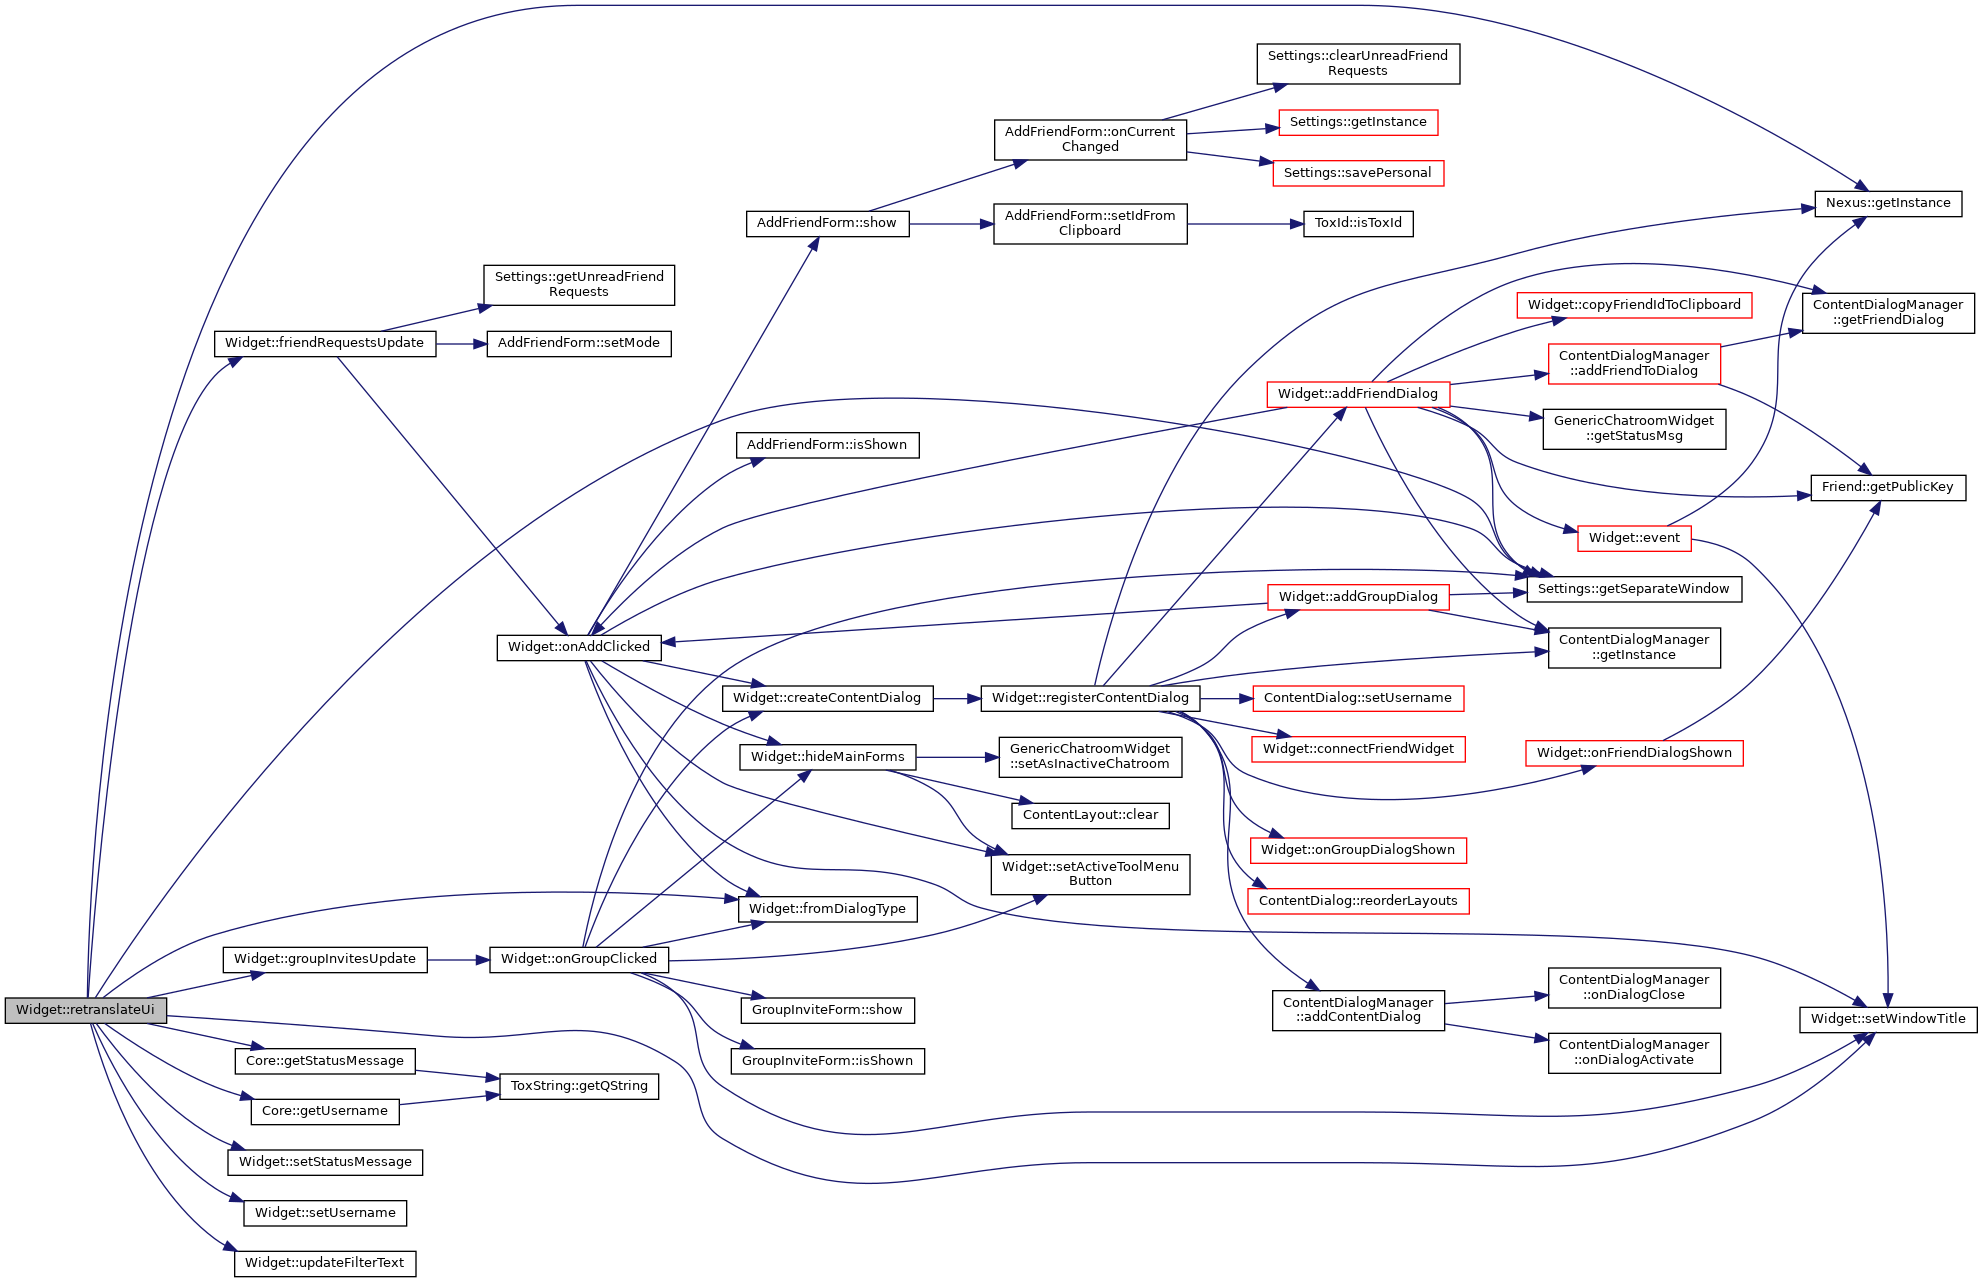 Settings::clearUnreadFriend
Requests
Settings::getInstance
AddFriendForm::onCurrent
Changed
Settings::savePersonal
Nexus::getInstance
AddFriendForm::show
AddFriendForm::setIdFrom
Clipboard
ToxId::isToxId
Settings::getUnreadFriend
Requests
Widget::copyFriendIdToClipboard
ContentDialogManager
::getFriendDialog
Widget::friendRequestsUpdate
AddFriendForm::setMode
ContentDialogManager
::addFriendToDialog
Widget::addFriendDialog
GenericChatroomWidget
::getStatusMsg
AddFriendForm::isShown
Friend::getPublicKey
Widget::event
Settings::getSeparateWindow
Widget::addGroupDialog
Widget::onAddClicked
ContentDialogManager
::getInstance
Widget::createContentDialog
Widget::registerContentDialog
ContentDialog::setUsername
Widget::hideMainForms
GenericChatroomWidget
::setAsInactiveChatroom
Widget::connectFriendWidget
Widget::onFriendDialogShown
ContentLayout::clear
Widget::onGroupDialogShown
Widget::setActiveToolMenu
Button
ContentDialog::reorderLayouts
Widget::fromDialogType
Widget::groupInvitesUpdate
Widget::onGroupClicked
ContentDialogManager
::onDialogClose
Widget::retranslateUi
GroupInviteForm::show
ContentDialogManager
::addContentDialog
Widget::setWindowTitle
Core::getStatusMessage
GroupInviteForm::isShown
ContentDialogManager
::onDialogActivate
ToxString::getQString
Core::getUsername
Widget::setStatusMessage
Widget::setUsername
Widget::updateFilterText